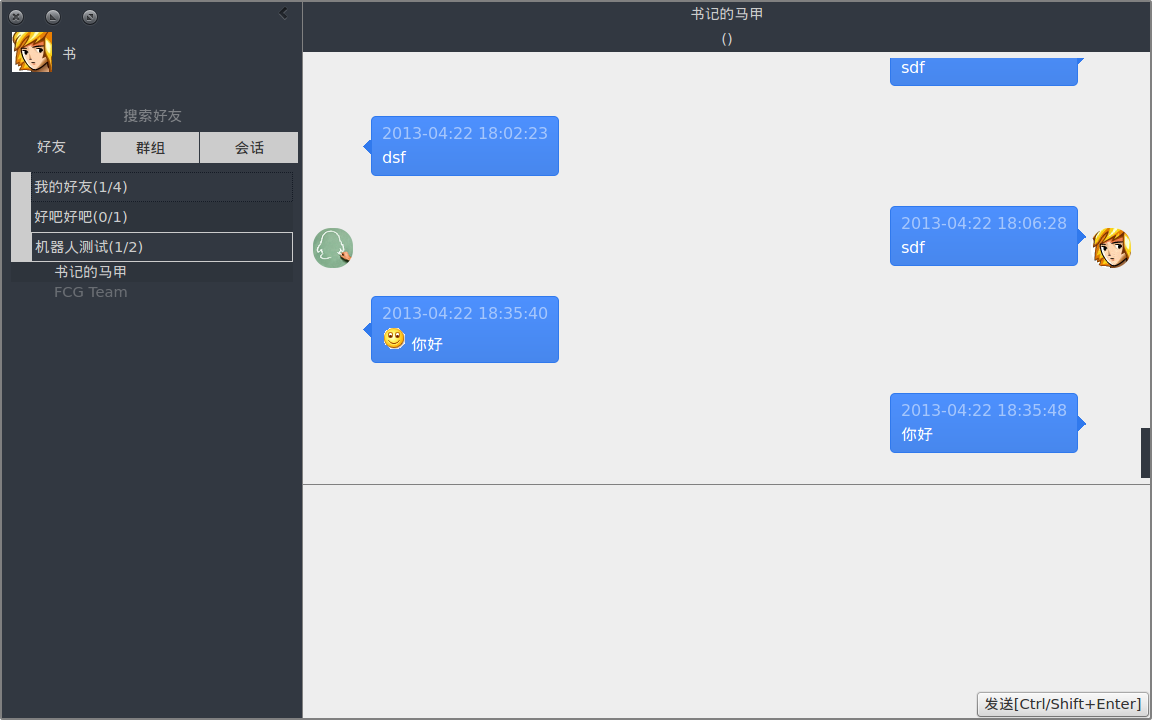 书
搜索好友
好友
群组
会话
我的好友(1/4)
好吧好吧(0/1)
机器人测试(1/2)
书记的马甲
FCG Team
书记的马甲
()
sdf
2013-04:22 18:02:23
dsf
2013-04:22 18:06:28
sdf
2013-04:22 18:35:40
你好
2013-04:22 18:35:48
你好
发送[Ctrl/Shift+Enter]